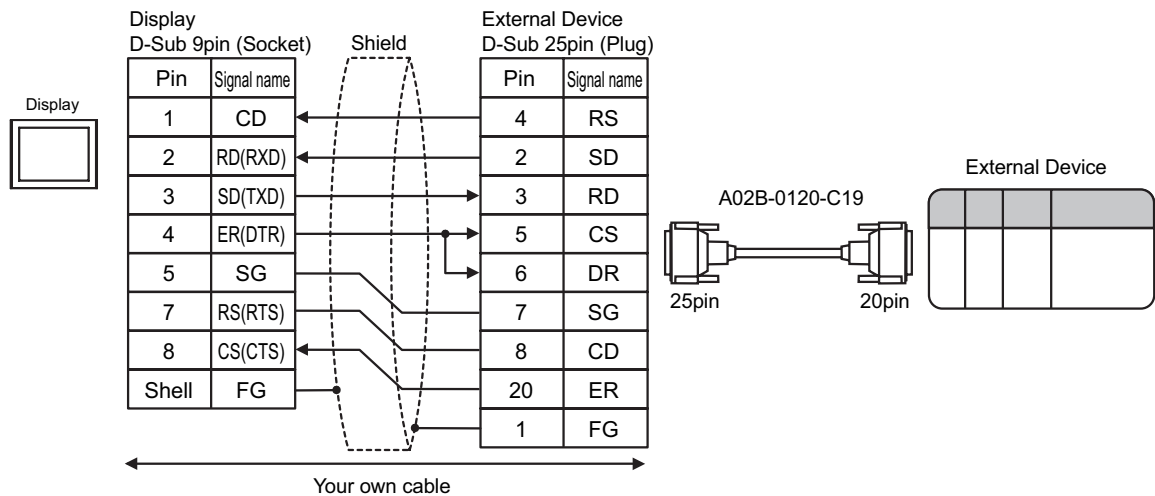 Display
D-Sub 9pin (Socket)
Shield
External Device
D-Sub 25pin (Plug)
Pin Signal name
Pin Signal name
1 CD
4 RS
2 RD(RXD)
2 SD
3 SD(TXD)
3 RD
4 ER(DTR)
5 CS
5 SG
6 DR
7 RS(RTS)
7 SG
8 CS(CTS)
8 CD
Shell FG
20 ER
1 FG
Your own cable
Display
A02B-0120-C19
25pin
20pin
External Device